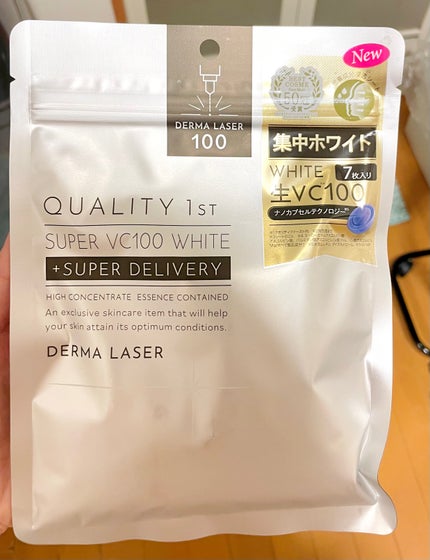 DERMA LASER
100
New
BEST
COSME
集中ホワイト
WHITE
7枚入り
生VC100
ナノカプセルテクノロジー
QUALITY 1ST
SUPER VC100 WHITE
+SUPER DELIVERY
HIGH CONCENTRATE ESSENCE CONTAINED
An exclusive skincare item that will help
your skin attain its optimum conditions.
DERMA LASER